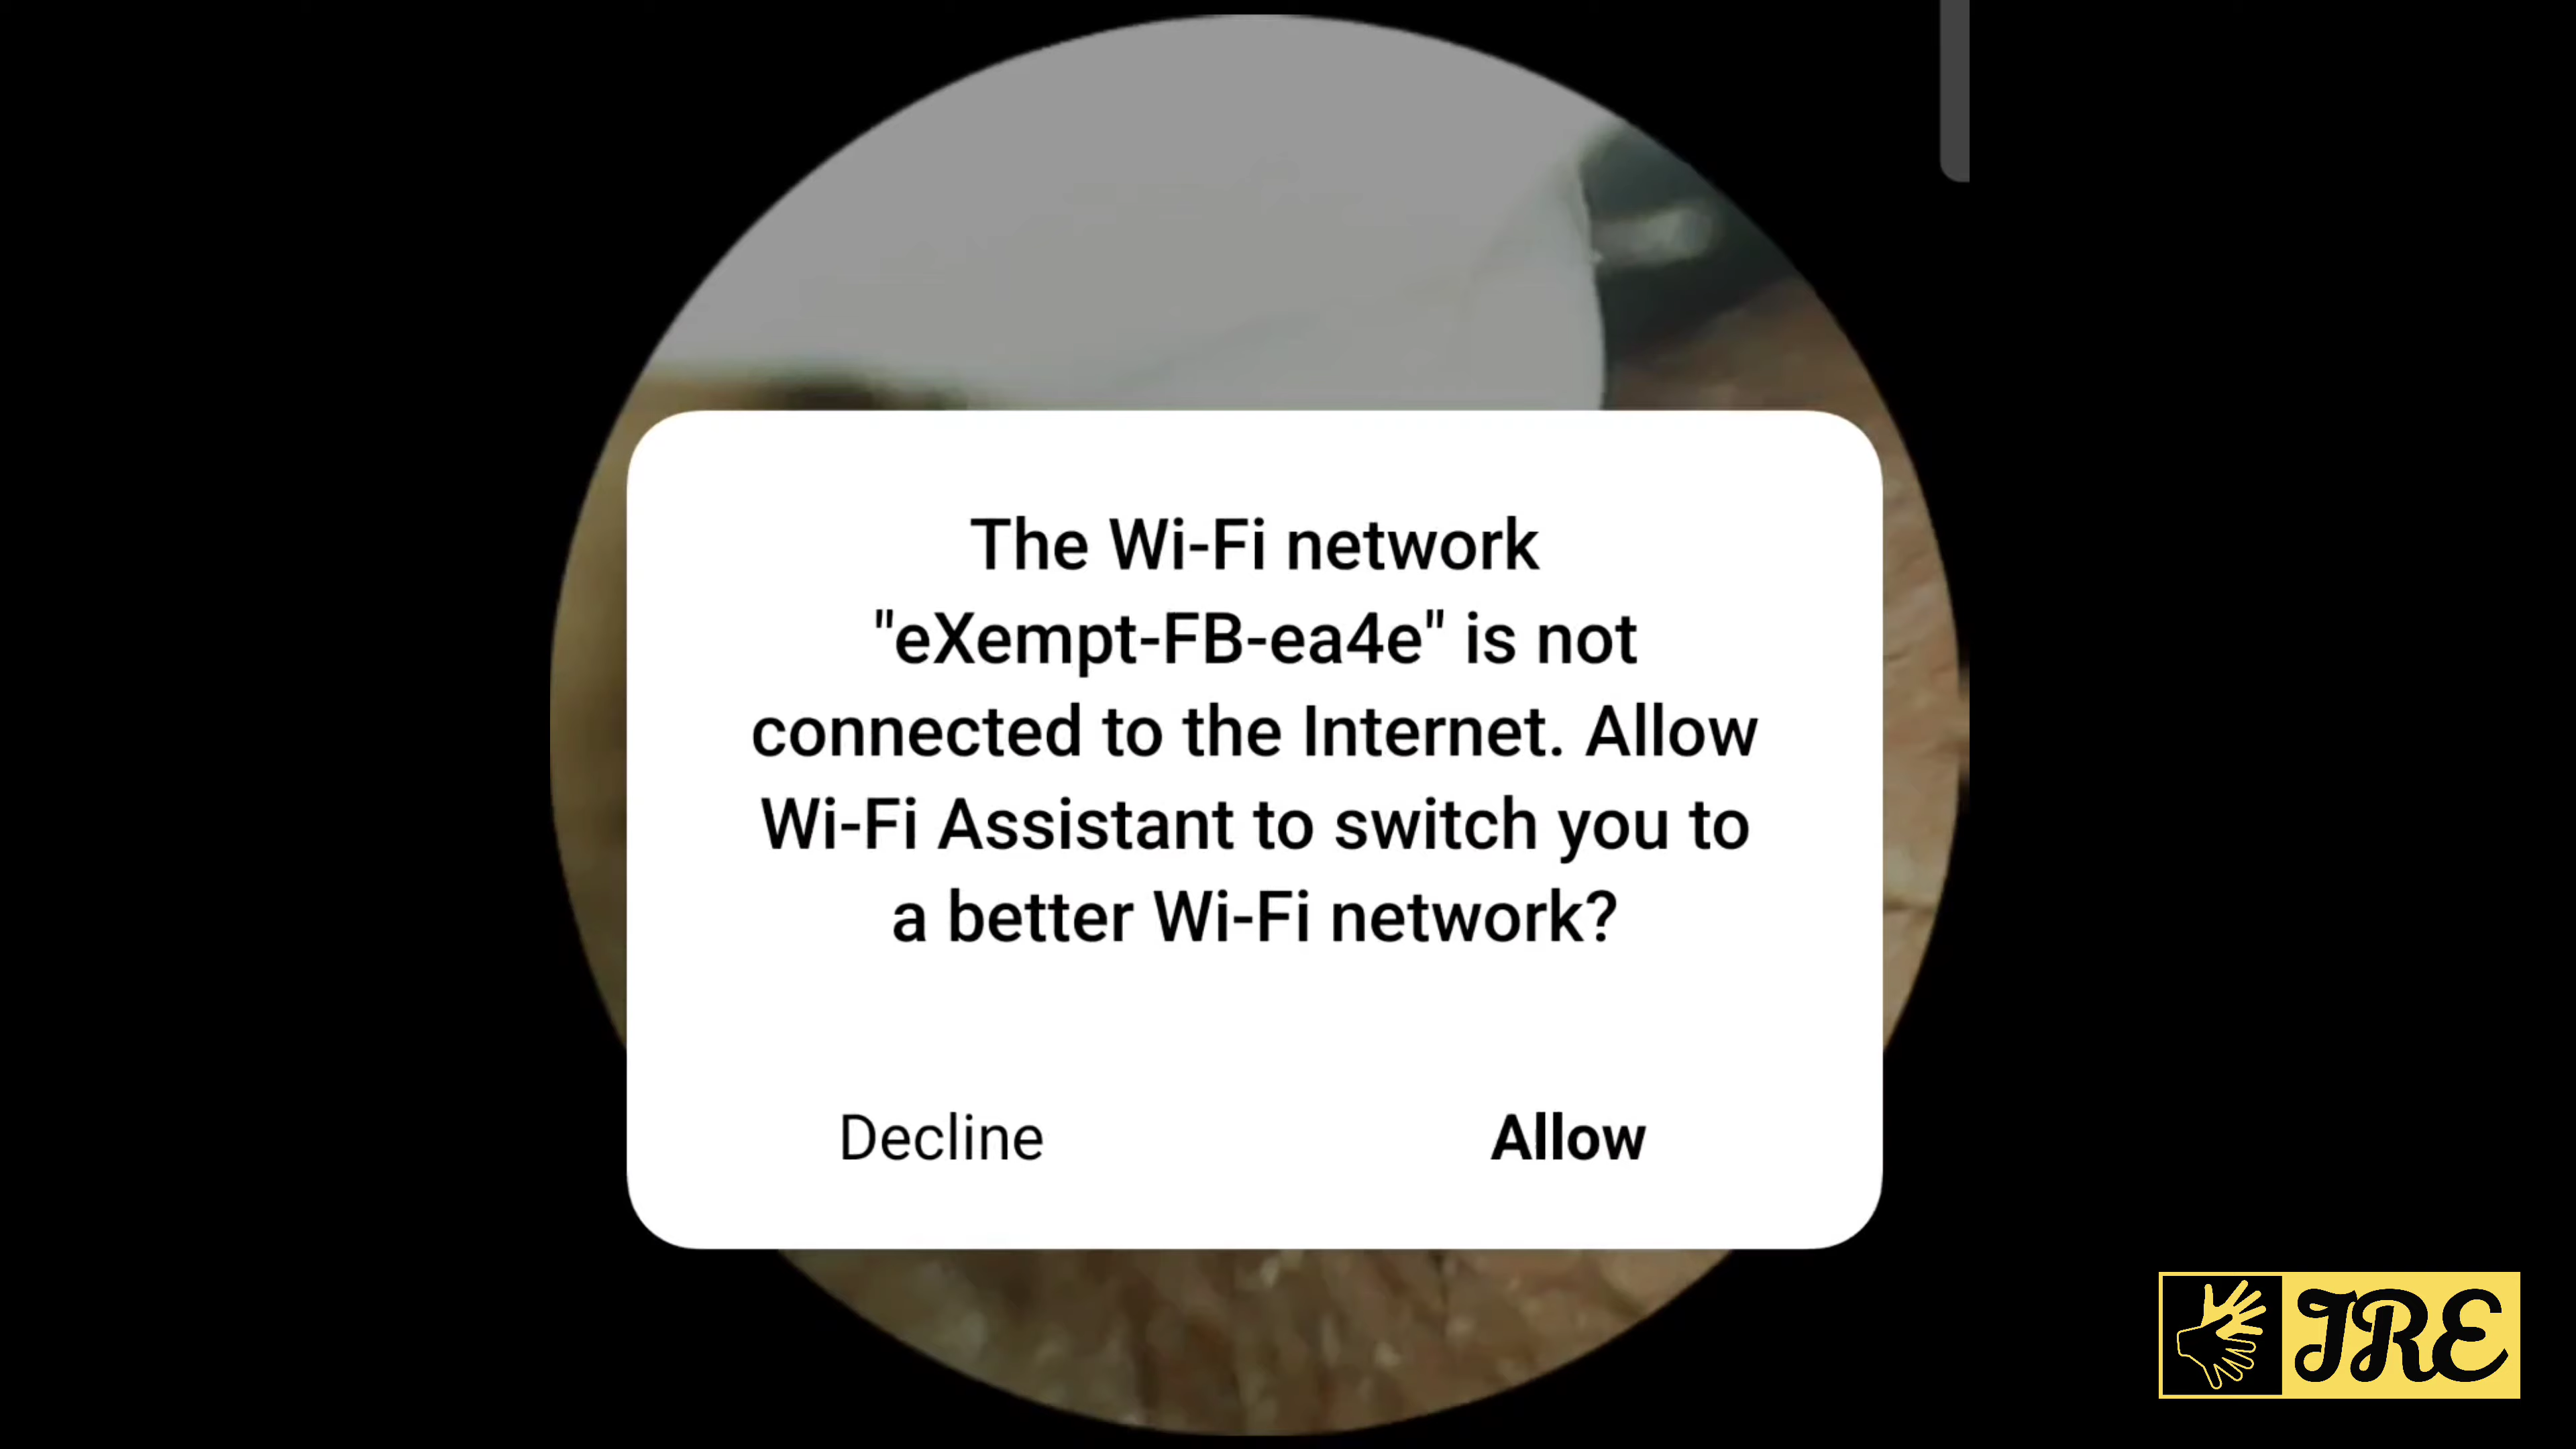 The Wi-Fi network
"eXempt-FB-ea4e" is not
connected to the Internet. Allow
Wi-Fi Assistant to switch you to
a better Wi-Fi network?
Decline
Allow
JRE